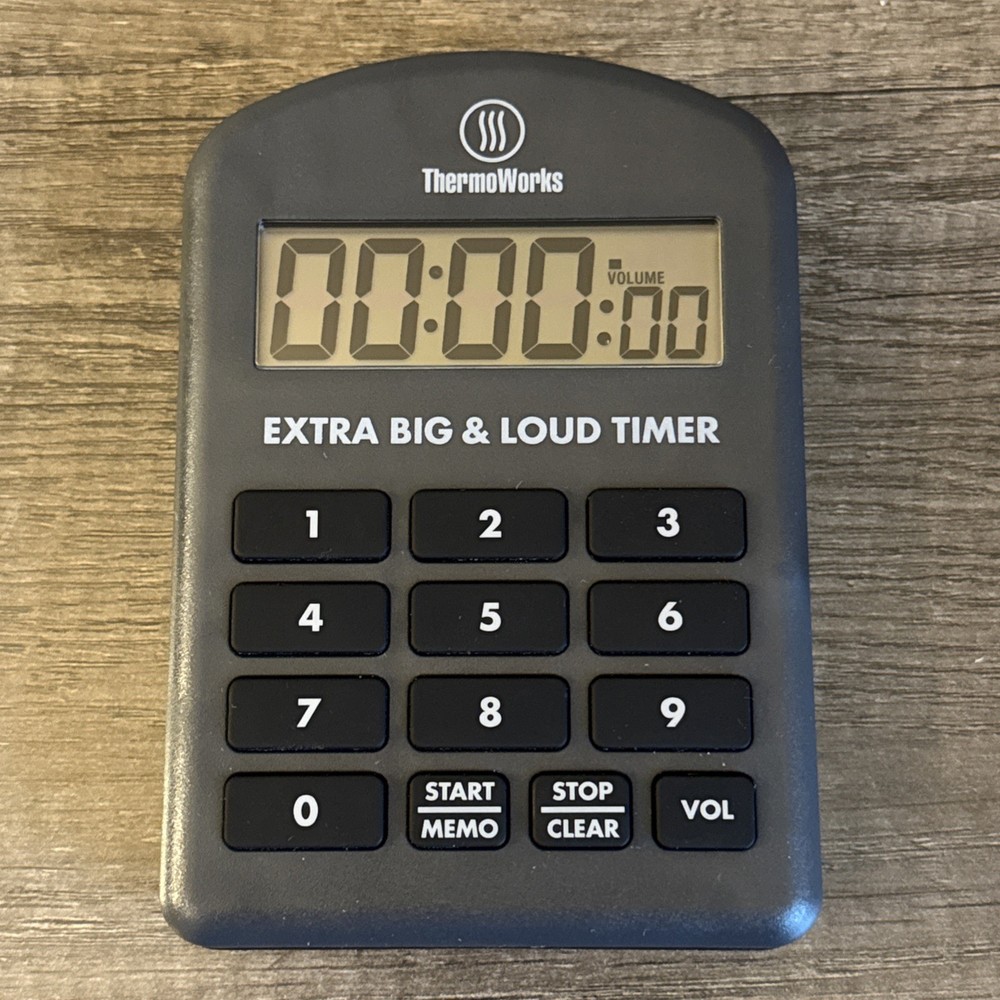 ThermoWorks
VOLUME
00:00:00
EXTRA BIG & LOUD TIMER
1 2 3
4 5 6
7 8 9
0 START MEMO STOP CLEAR VOL